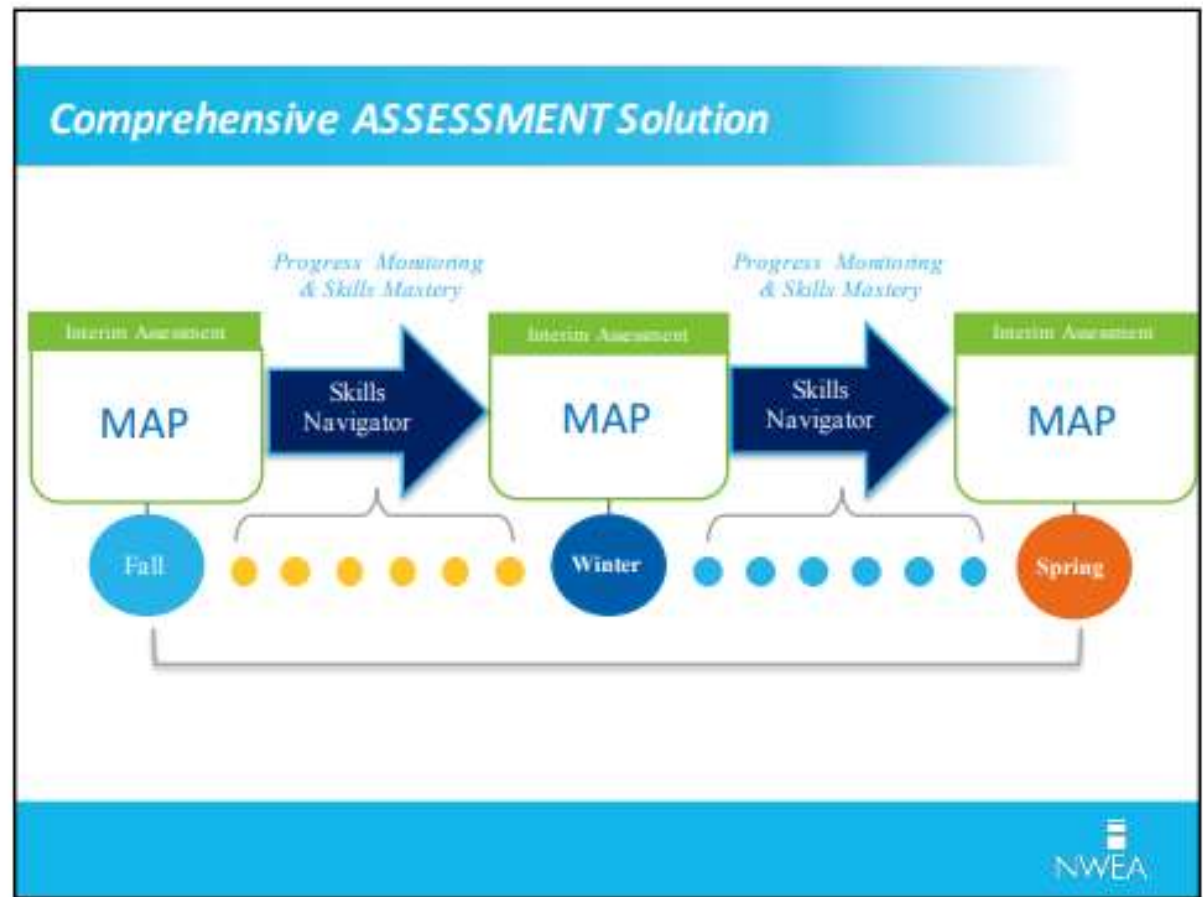 Comprehensive ASSESSMENT Solution
Progress Monitoring
& Skills Mastery
Progress Monitoring
& Skills Mastery
Interim Assessment
MAP
Skills
Navigator
Interim Assessment
MAP
Skills
Navigator
Interim Assessment
MAP
Fall
Winter
Spring
NWEA